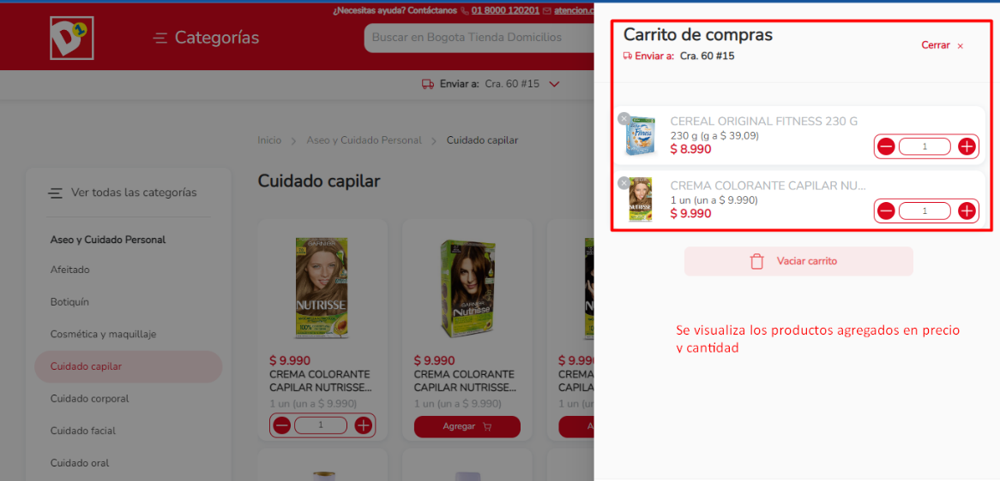 ¿Necesitas ayuda? Contáctanos 01 8000 120201 atencion.c
D1
Categorías
Buscar en Bogota Tienda Domicilios
Enviar a: Cra. 60 #15
Inicio > Aseo y Cuidado Personal > Cuidado capilar
Ver todas las categorías
Aseo y Cuidado Personal
Afeitado
Botiquín
Cosmética y maquillaje
Cuidado capilar
Cuidado corporal
Cuidado facial
Cuidado oral
Cuidado capilar
GARNIER
NUTRISSE
$ 9.990
CREMA COLORANTE
CAPILAR NUTRISSE...
1 un (un a $ 9.990)
1
GARNIER
Nutrisse
$ 9.990
CREMA COLORANTE
CAPILAR NUTRISSE...
1 un (un a $ 9.990)
Agregar
$ 9.99
CREMA
CAPILA
1 un (u
A
Carrito de compras
Cerrar ×
Enviar a: Cra. 60 #15
Fitness
CEREAL ORIGINAL FITNESS 230 G
230 g (g a $ 39,09)
$ 8.990
1
NUTRISSE
CREMA COLORANTE CAPILAR NU...
1 un (un a $ 9.990)
$ 9.990
1
Vaciar carrito
Se visualiza los productos agregados en precio
y cantidad